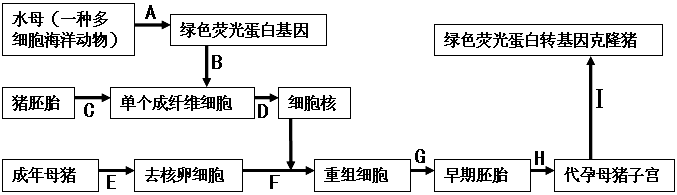 水母（一种多
细胞海洋动物）
A
绿色荧光蛋白基因
绿色荧光蛋白转基因克隆猪
B
猪胚胎
C
单个成纤维细胞
D
细胞核
I
成年母猪
E
去核卵细胞
F
重组细胞
G
早期胚胎
H
代孕母猪子宫